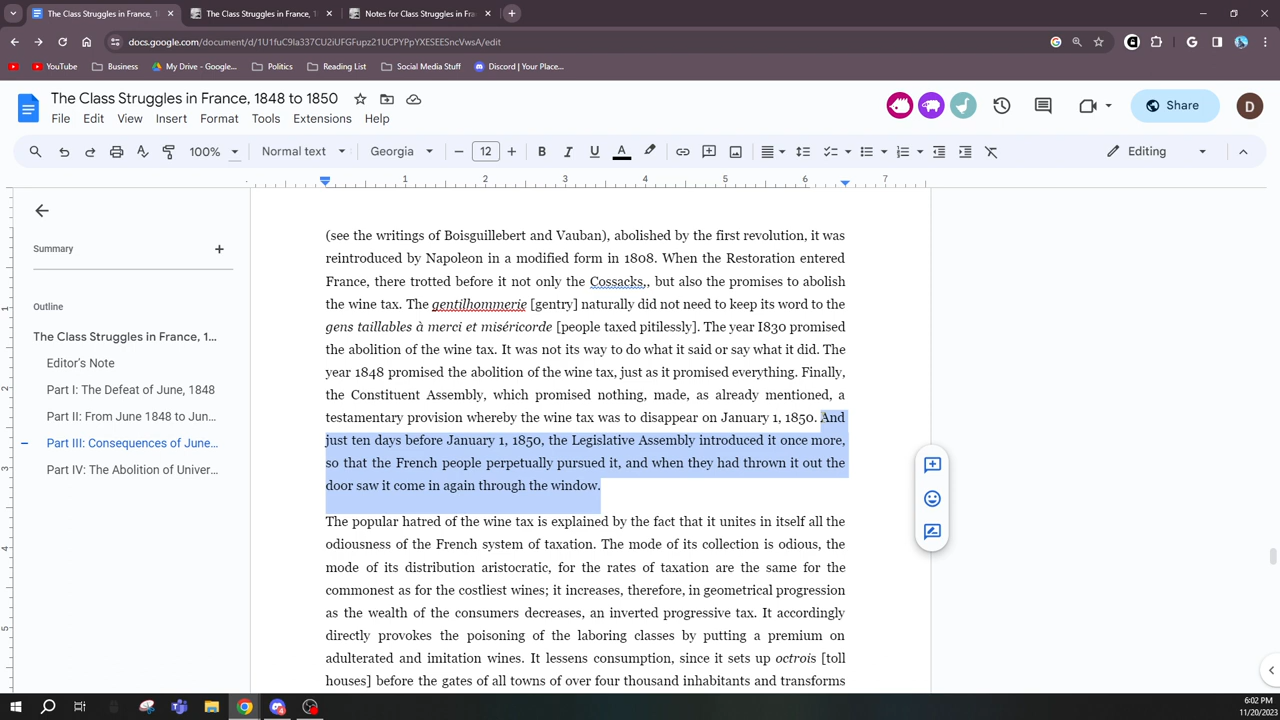 The Class Struggles in France, 1
The Class Struggles in France, 1
Notes for Class Struggles in Fra
docs.google.com/document/d/1U1fuC9la337CU2iUFGFupz21UCPYPpYXESEESncVwsA/edit
YouTube
Business
My Drive - Google...
Politics
Reading List
Social Media Stuff
Discord | Your Place...
The Class Struggles in France, 1848 to 1850
Share
D
File Edit View Insert Format Tools Extensions Help
100%
Normal text
Georgia
12
Editing
1 2 3 4 5 6 7
Summary
Outline
The Class Struggles in France, 1...
Editor's Note
Part I: The Defeat of June, 1848
Part II: From June 1848 to Jun...
Part III: Consequences of June...
Part IV: The Abolition of Univer...
1
2
3
4
5
(see the writings of Boisguillebert and Vauban), abolished by the first revolution, it was
reintroduced by Napoleon in a modified form in 1808. When the Restoration entered
France, there trotted before it not only the Cossacks,, but also the promises to abolish
the wine tax. The gentilhommerie [gentry] naturally did not need to keep its word to the
gens taillables à merci et miséricorde [people taxed pitilessly]. The year I830 promised
the abolition of the wine tax. It was not its way to do what it said or say what it did. The
year 1848 promised the abolition of the wine tax, just as it promised everything. Finally,
the Constituent Assembly, which promised nothing, made, as already mentioned, a
testamentary provision whereby the wine tax was to disappear on January 1, 1850. And
just ten days before January 1, 1850, the Legislative Assembly introduced it once more,
so that the French people perpetually pursued it, and when they had thrown it out the
door saw it come in again through the window.
The popular hatred of the wine tax is explained by the fact that it unites in itself all the
odiousness of the French system of taxation. The mode of its collection is odious, the
mode of its distribution aristocratic, for the rates of taxation are the same for the
commonest as for the costliest wines; it increases, therefore, in geometrical progression
as the wealth of the consumers decreases, an inverted progressive tax. It accordingly
directly provokes the poisoning of the laboring classes by putting a premium on
adulterated and imitation wines. It lessens consumption, since it sets up octrois [toll
houses] before the gates of all towns of over four thousand inhabitants and transforms
6:02 PM
11/20/2023